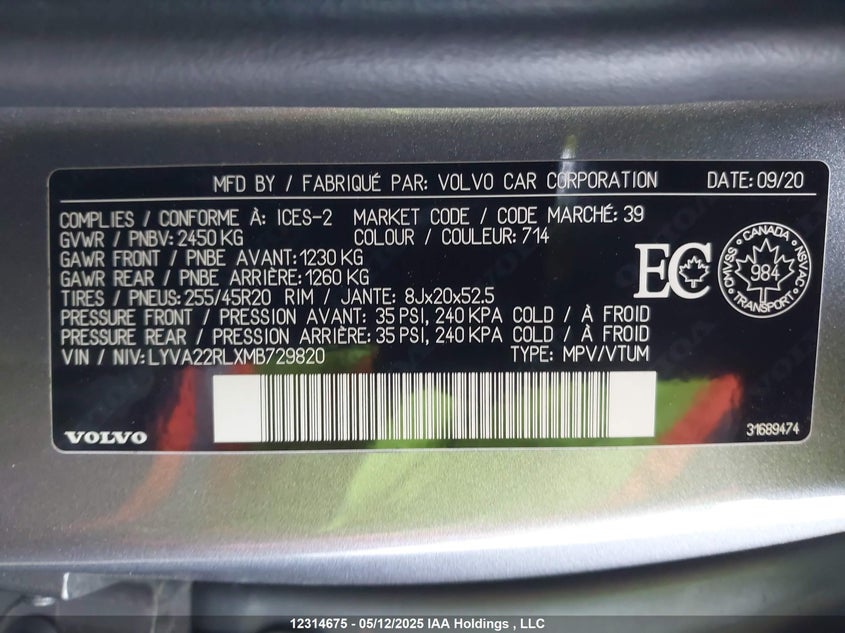 MFD BY / FABRIQUÉ PAR: VOLVO CAR CORPORATION DATE: 09/20
COMPLIES / CONFORME À: ICES-2 MARKET CODE / CODE MARCHÉ: 39
GVWR / PNBV: 2450 KG COLOUR / COULEUR: 714
GAWR FRONT / PNBE AVANT: 1230 KG
GAWR REAR / PNBE ARRIÈRE: 1260 KG
TIRES / PNEUS: 255/45R20 RIM / JANTE: 8Jx20x52.5
PRESSURE FRONT / PRESSION AVANT: 35 PSI, 240 KPA COLD / À FROID
PRESSURE REAR / PRESSION ARRIÈRE: 35 PSI, 240 KPA COLD / À FROID
VIN / NIV: LYVA22RLXMB729820 TYPE: MPV/VTUM
EC
CANADA
CMVSS 984 NSVAC
TRANSPORT
VOLVO 31689474
12314675 - 05/12/2025 IAA Holdings , LLC